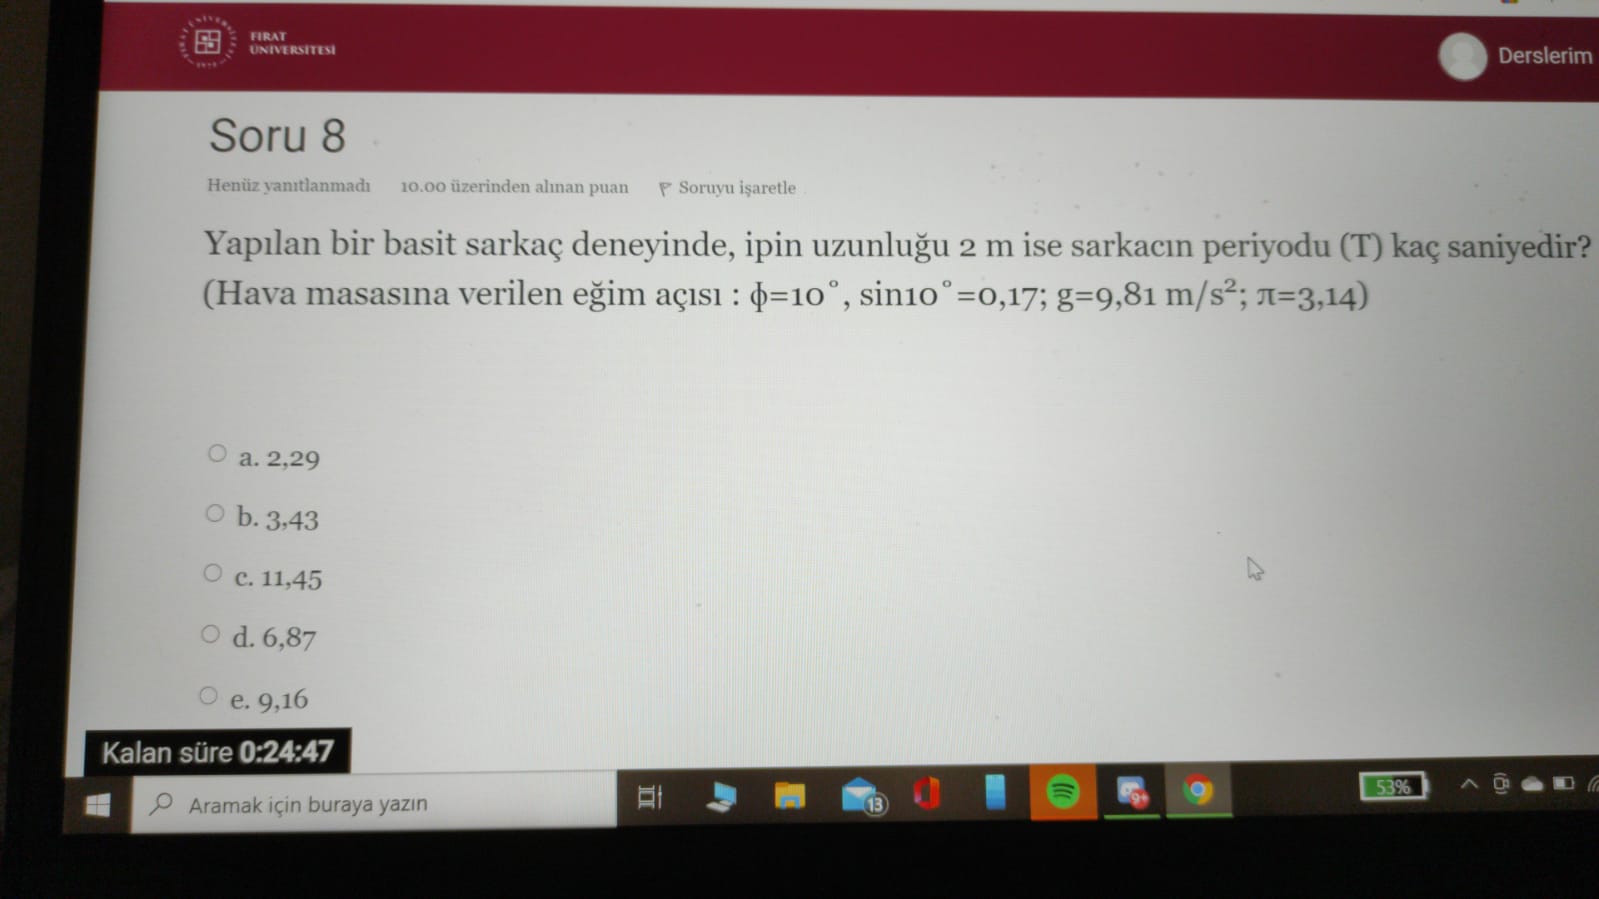 FIRAT
ÜNİVERSİTESİ
Derslerim
Soru 8
Henüz yanıtlanmadı 10.00 üzerinden alınan puan Soruyu işaretle
Yapılan bir basit sarkaç deneyinde, ipin uzunluğu 2 m ise sarkacın periyodu (T) kaç saniyedir?
(Hava masasına verilen eğim açısı : ϕ=10°, sin10°=0,17; g=9,81 m/s²; π=3,14)
a. 2,29
b. 3,43
c. 11,45
d. 6,87
e. 9,16
Kalan süre 0:24:47
Aramak için buraya yazın
13
9+
53%